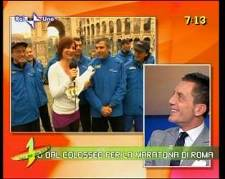 Rai Uno
7:13
DAL COLOSSEO PER LA MARATONA DI ROMA